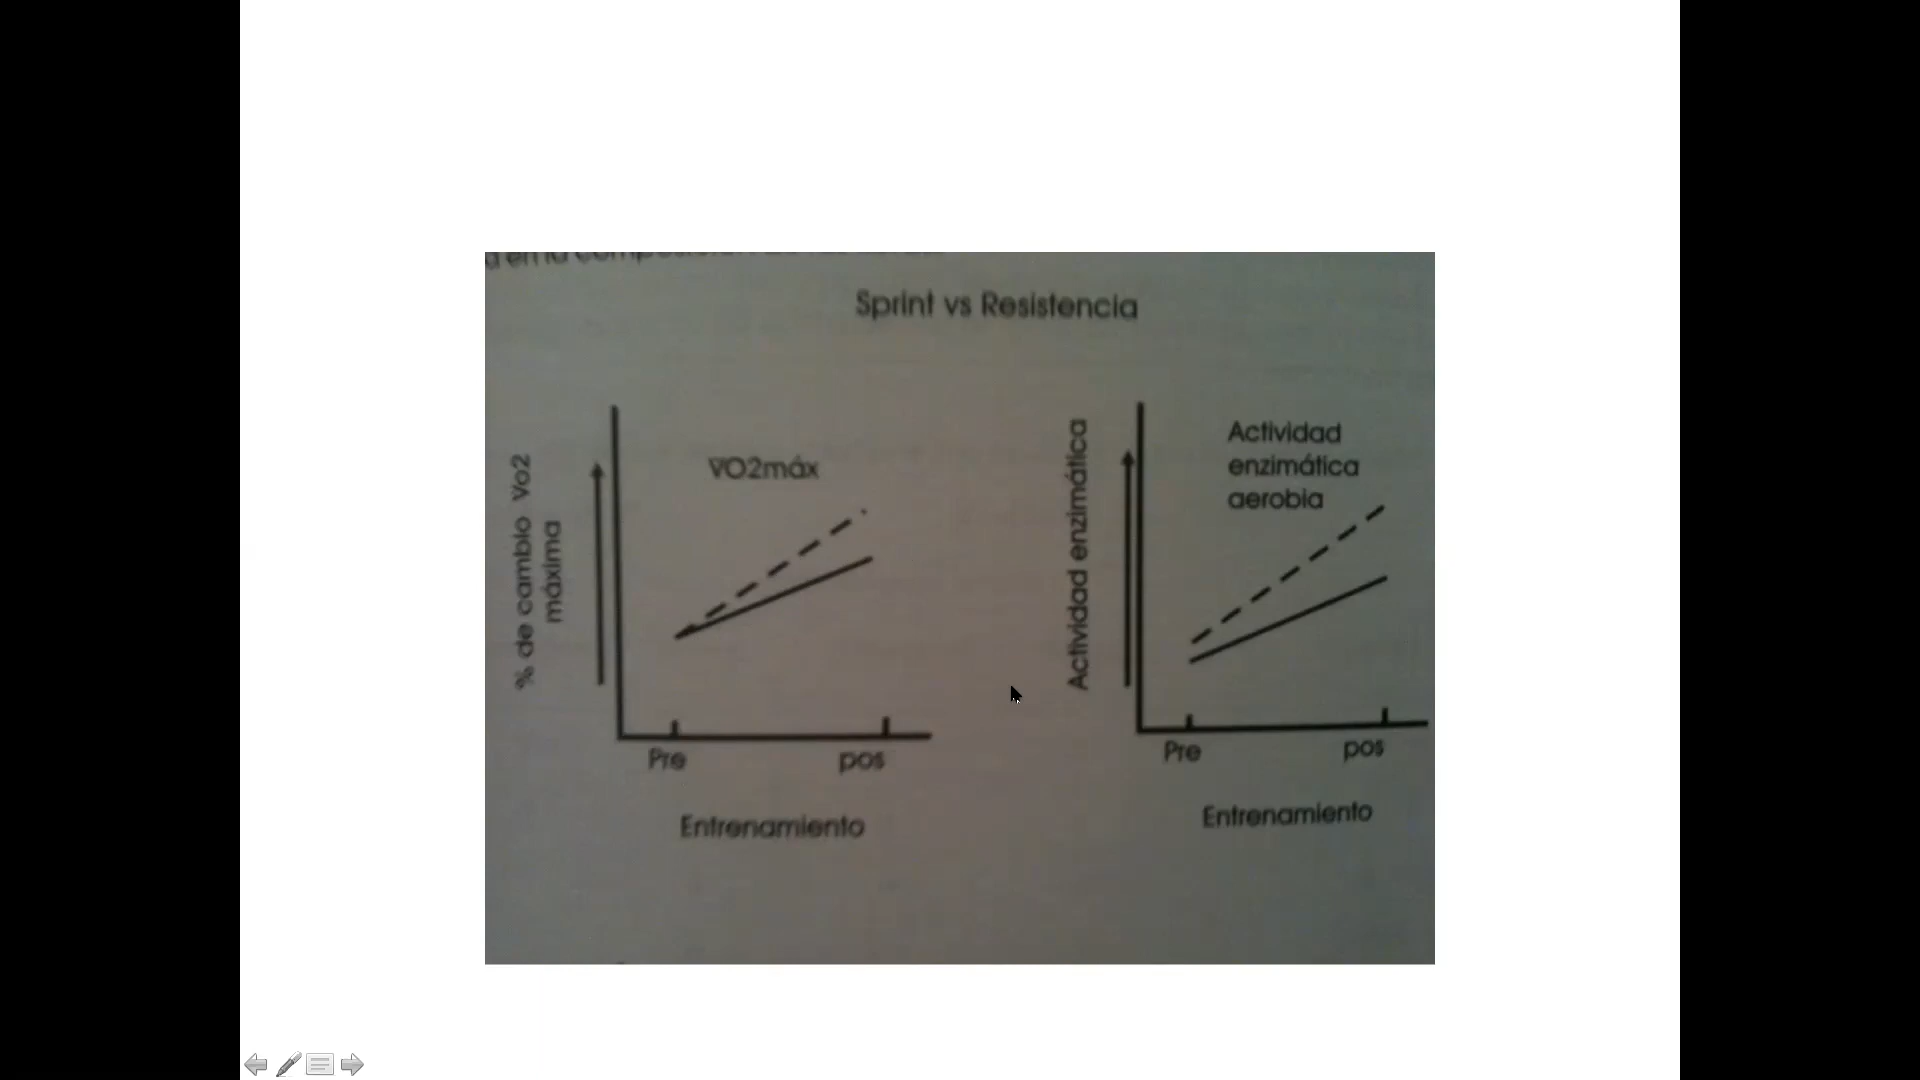 Sprint vs Resistencia
% de cambio Vo2
máxima
VO2máx
Pre
pos
Entrenamiento
Actividad enzimática
Actividad
enzimática
aerobia
Pre
pos
Entrenamiento